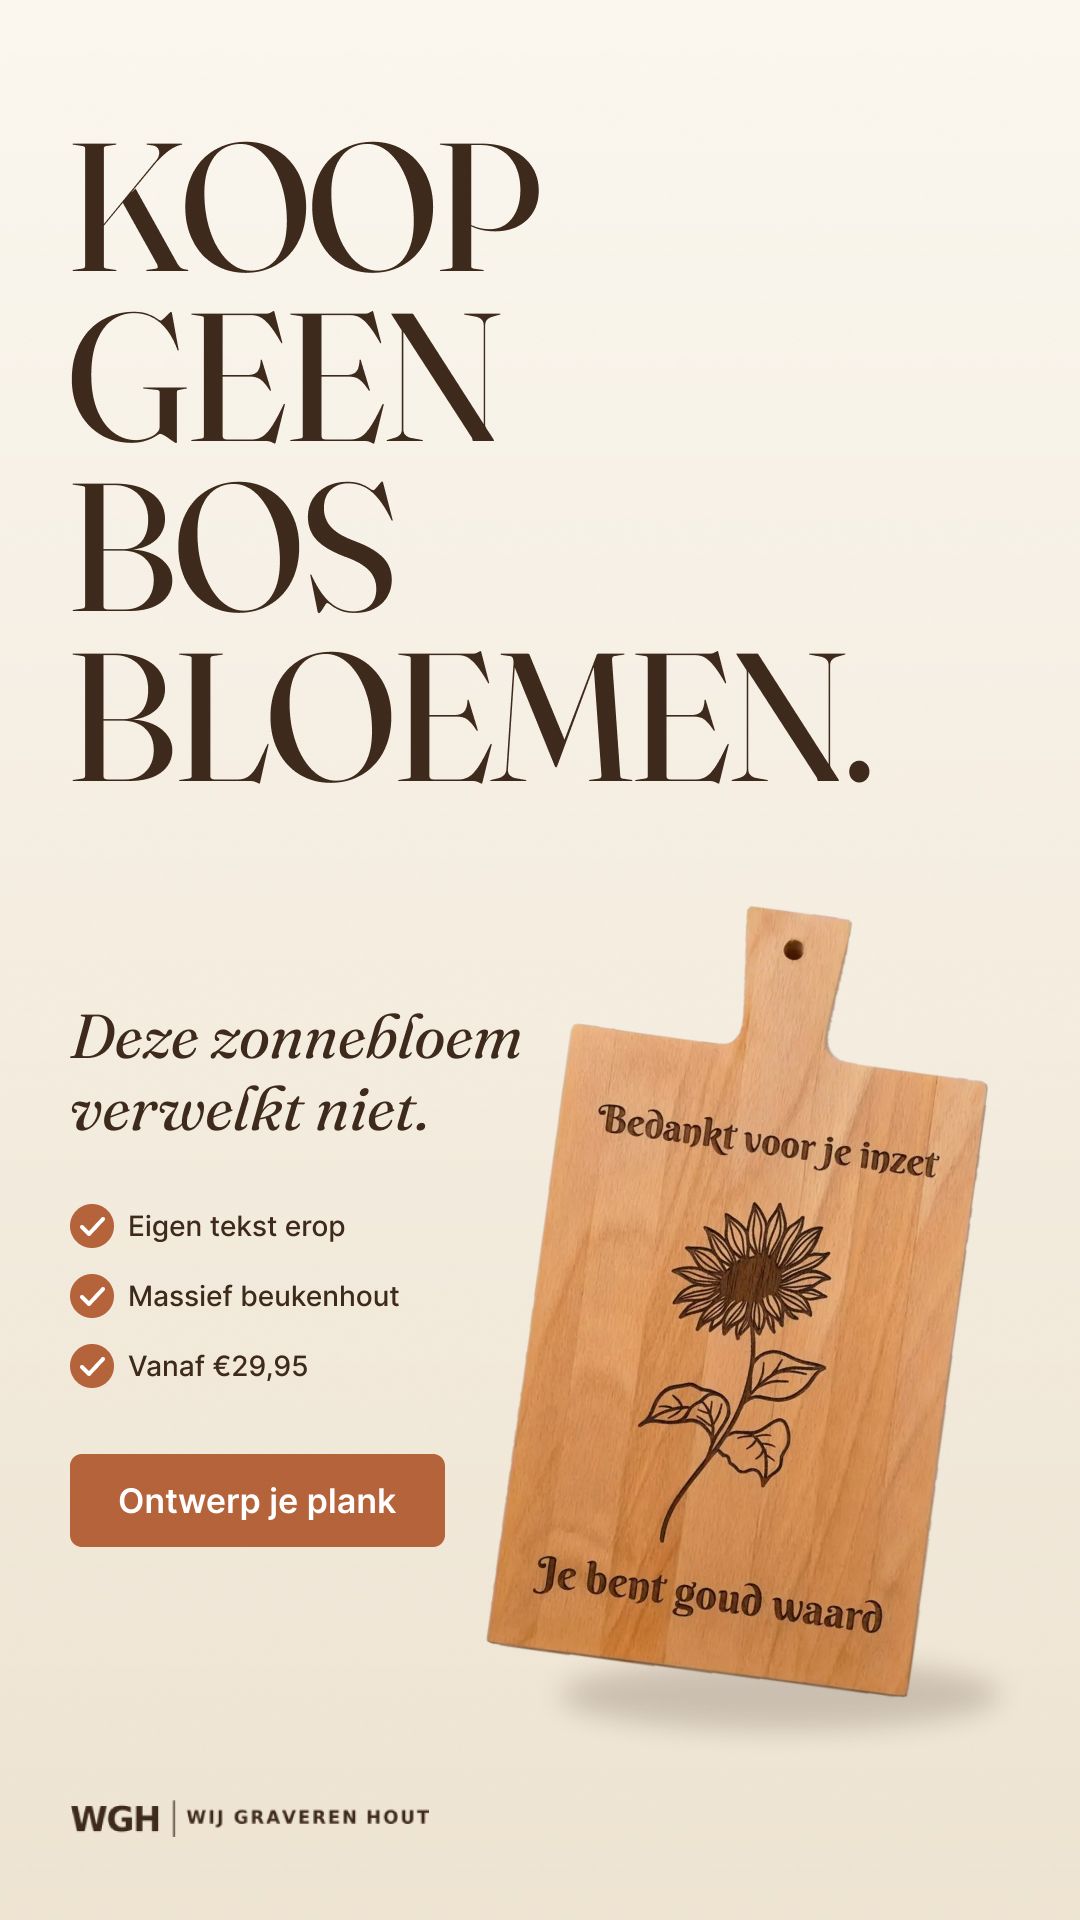 KOOP
GEEN
BOS
BLOEMEN.
Deze zonnebloem
verwelkt niet.
Eigen tekst erop
Massief beukenhout
Vanaf €29,95
Ontwerp je plank
Bedankt voor je inzet
Je bent goud waard
WGH | WIJ GRAVEREN HOUT